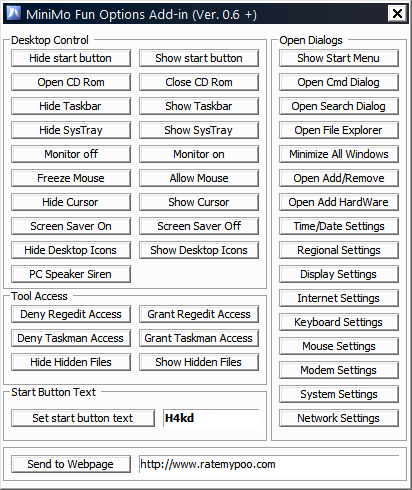 MiniMo Fun Options Add-in (Ver. 0.6 +)
Desktop Control
Hide start button Show start button
Open CD Rom Close CD Rom
Hide Taskbar Show Taskbar
Hide SysTray Show SysTray
Monitor off Monitor on
Freeze Mouse Allow Mouse
Hide Cursor Show Cursor
Screen Saver On Screen Saver Off
Hide Desktop Icons Show Desktop Icons
PC Speaker Siren
Tool Access
Deny Regedit Access Grant Regedit Access
Deny Taskman Access Grant Taskman Access
Hide Hidden Files Show Hidden Files
Start Button Text
Set start button text H4kd
Open Dialogs
Show Start Menu
Open Cmd Dialog
Open Search Dialog
Open File Explorer
Minimize All Windows
Open Add/Remove
Open Add HardWare
Time/Date Settings
Regional Settings
Display Settings
Internet Settings
Keyboard Settings
Mouse Settings
Modem Settings
System Settings
Network Settings
Send to Webpage http://www.ratemypoo.com